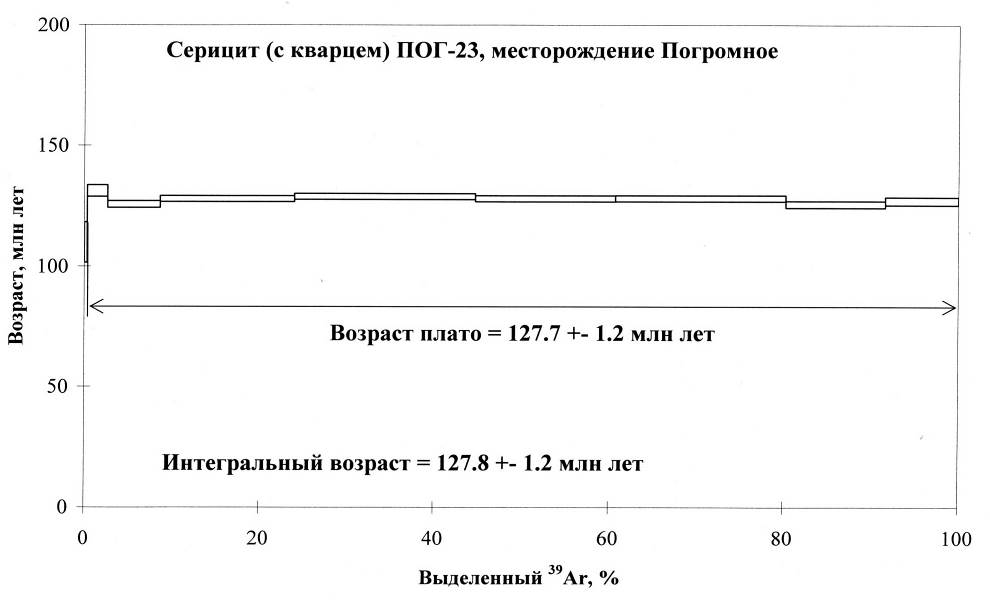 200
Серицит (с кварцем) ПОГ-23, месторождение Погромное
150
100
Возраст, млн лет
Возраст плато = 127.7 +- 1.2 млн лет
50
Интегральный возраст = 127.8 +- 1.2 млн лет
0
0 20 40 60 80 100
Выделенный ³⁹Ar, %